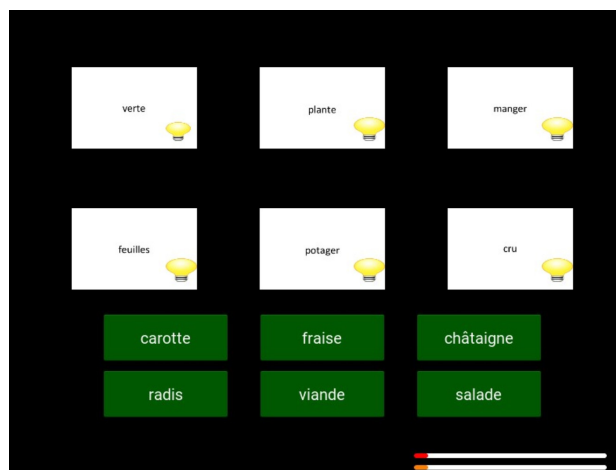 verte plante manger
feuilles potager cru
carotte fraise châtaigne
radis viande salade